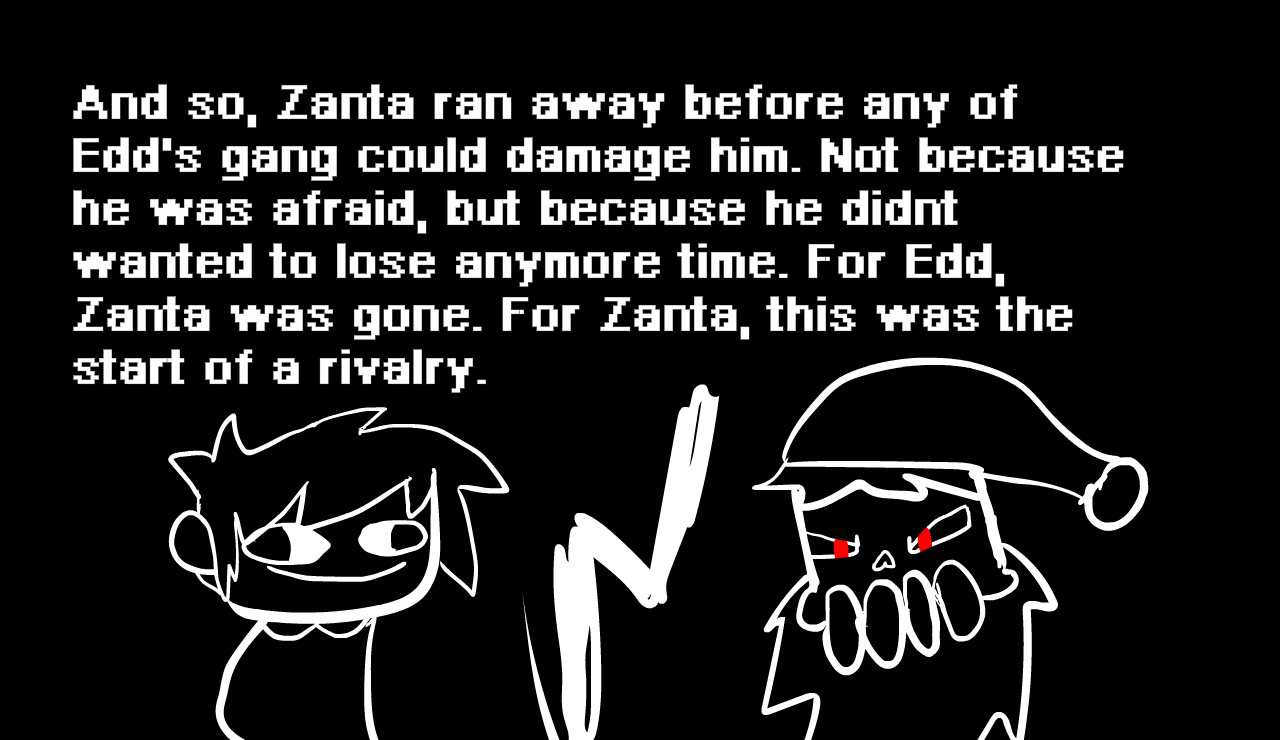 And so, Zanta ran away before any of
Edd's gang could damage him. Not because
he was afraid, but because he didnt
wanted to lose anymore time. For Edd,
Zanta was gone. For Zanta, this was the
start of a rivalry.